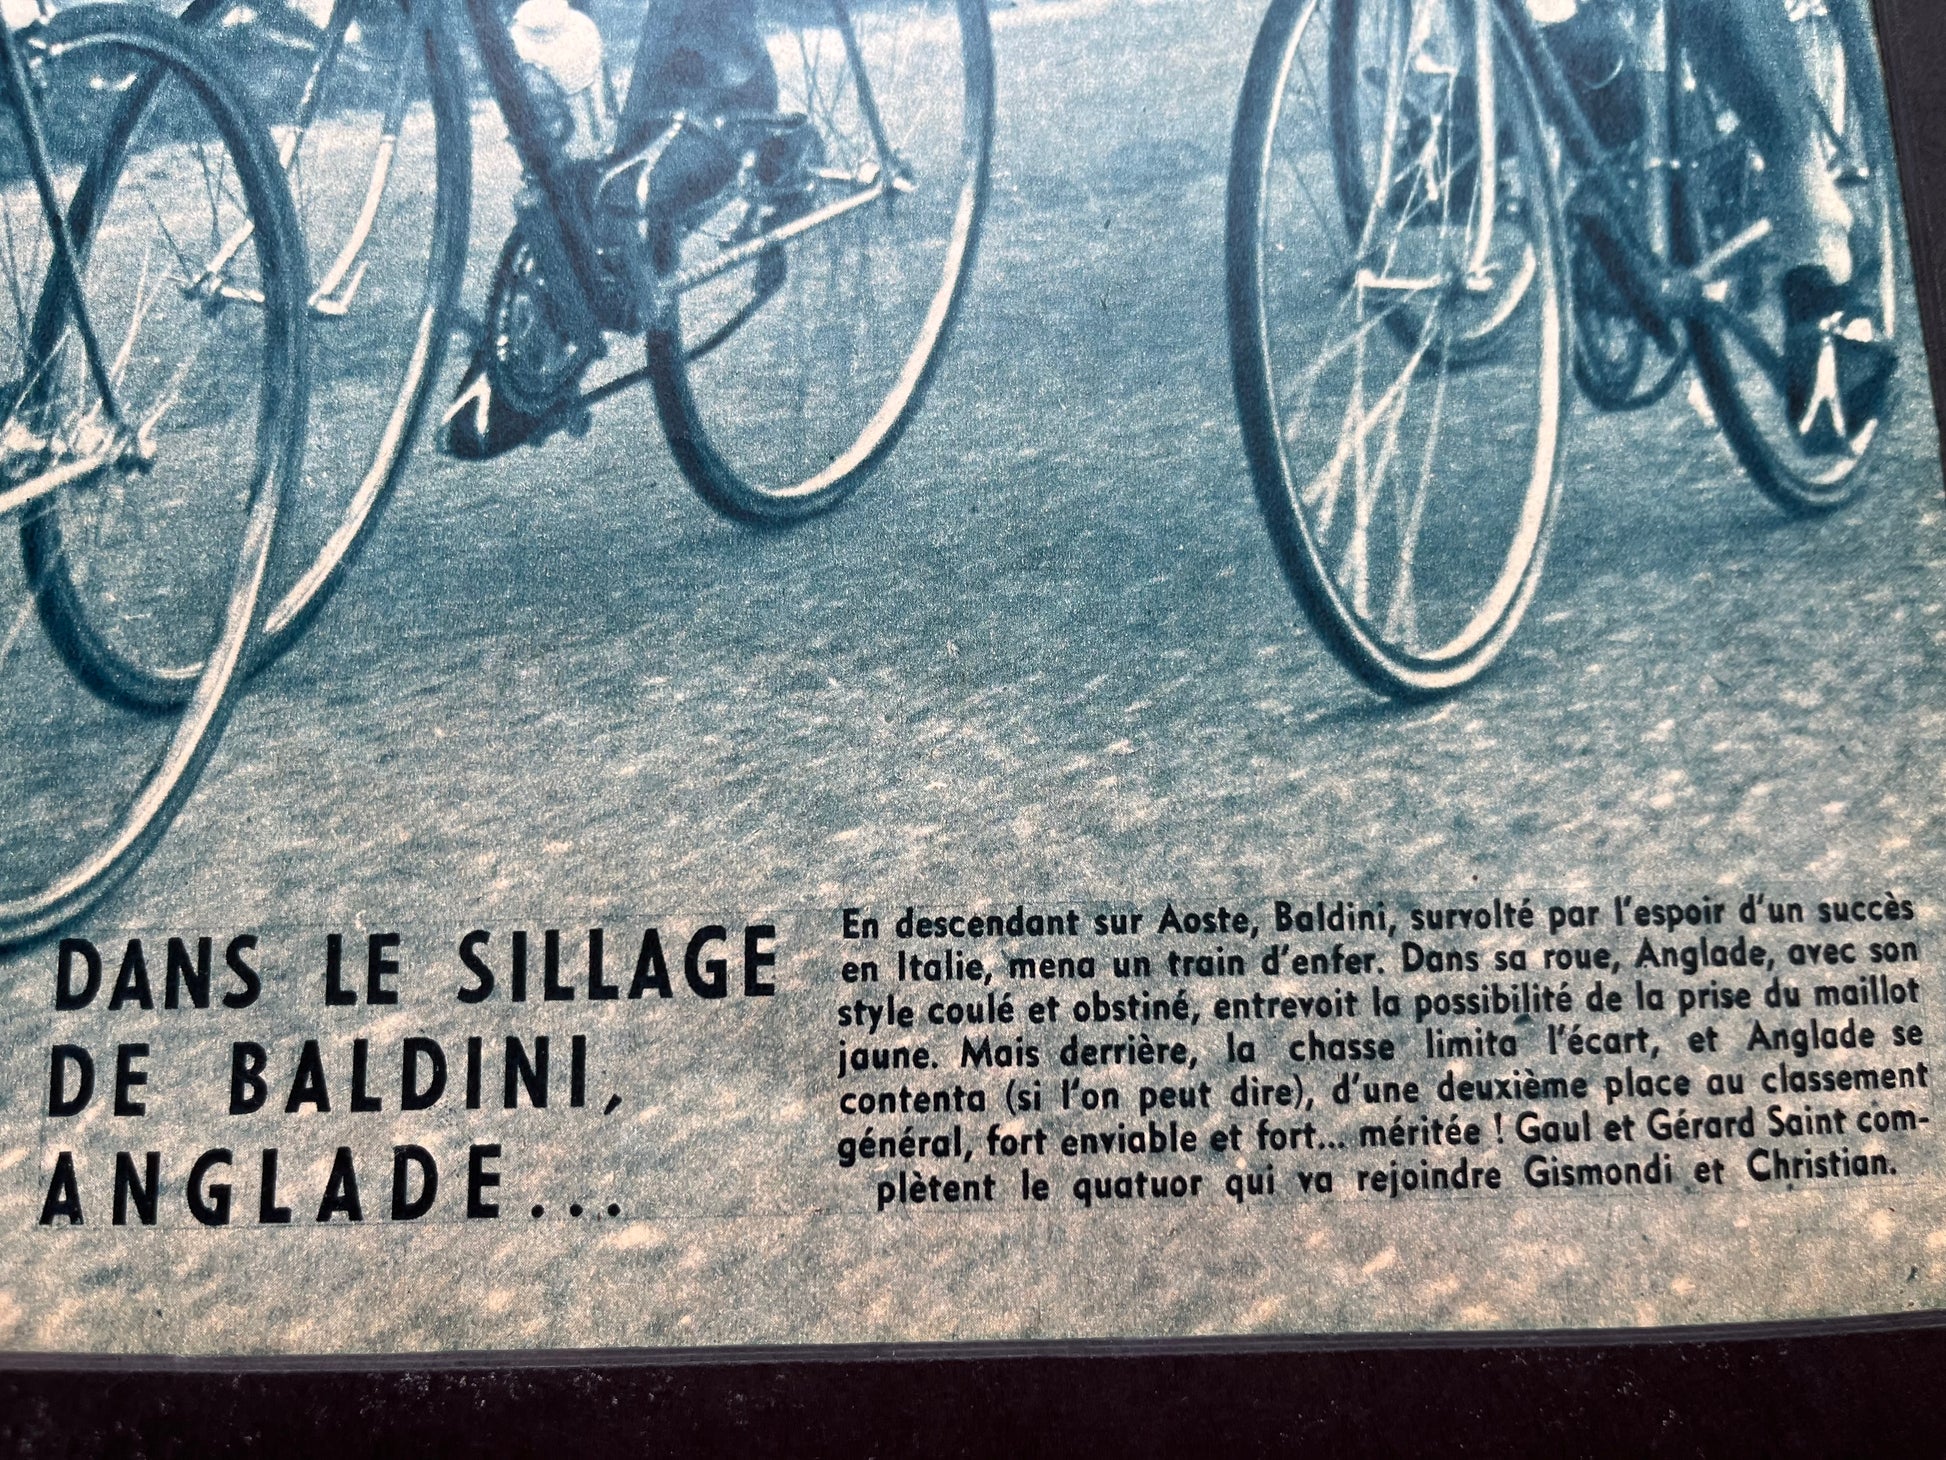 DANS LE SILLAGE
DE BALDINI,
ANGLADE...
En descendant sur Aoste, Baldini, survolté par l'espoir d'un succès
en Italie, mena un train d'enfer. Dans sa roue, Anglade, avec son
style coulé et obstiné, entrevoit la possibilité de la prise du maillot
jaune. Mais derrière, la chasse limita l'écart, et Anglade se
contenta (si l'on peut dire), d'une deuxième place au classement
général, fort enviable et fort... méritée ! Gaul et Gérard Saint com-
plètent le quatuor qui va rejoindre Gismondi et Christian.